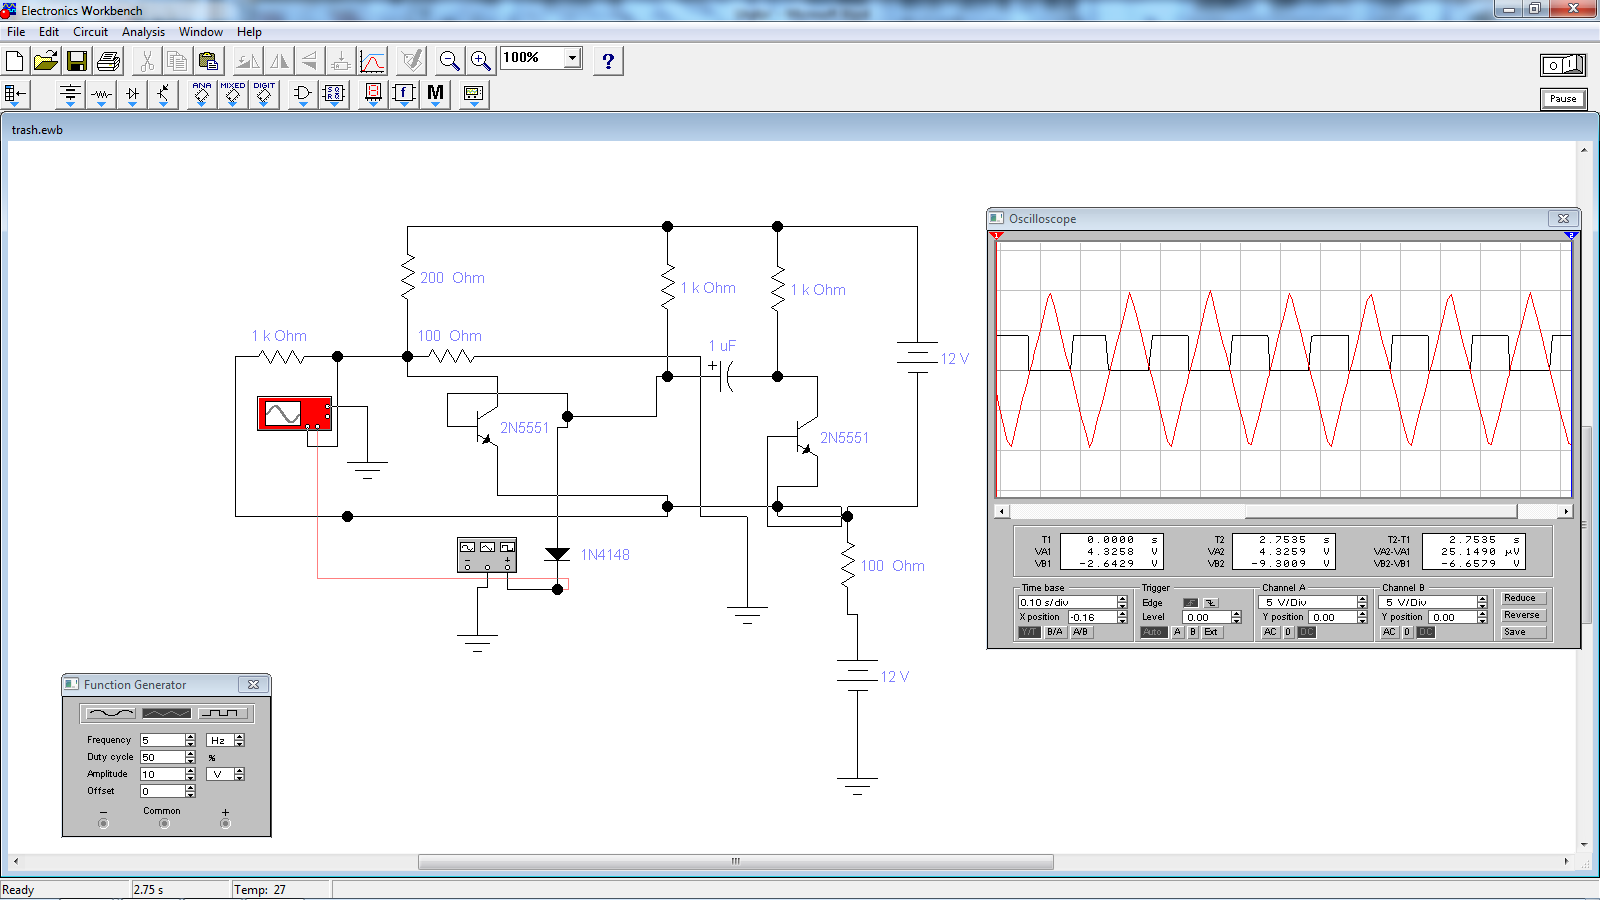 Electronics Workbench
File Edit Circuit Analysis Window Help
100% ?
ANA MIXED DIGIT f M
Pause
trash.ewb
200 Ohm
1 k Ohm
1 k Ohm
1 k Ohm
100 Ohm
1 uF
+
12 V
2N5551
2N5551
1N4148
100 Ohm
12 V
Oscilloscope
T1 0.0000 s T2 2.7535 s T2-T1 2.7535 s
VA1 4.3258 V VA2 4.3259 V VA2-VA1 25.1490 µV
VB1 -2.6429 V VB2 -9.3009 V VB2-VB1 -6.6579 V
Time base Trigger Channel A Channel B
0.10 s/div Edge 5 V/Div 5 V/Div Reduce
X position -0.16 Level 0.00 Y position 0.00 Y position 0.00 Reverse
Y/T B/A A/B Auto A B Ext AC 0 DC AC 0 DC Save
Function Generator
Frequency 5 Hz
Duty cycle 50 %
Amplitude 10 V
Offset 0
− Common +
Ready 2.75 s Temp: 27